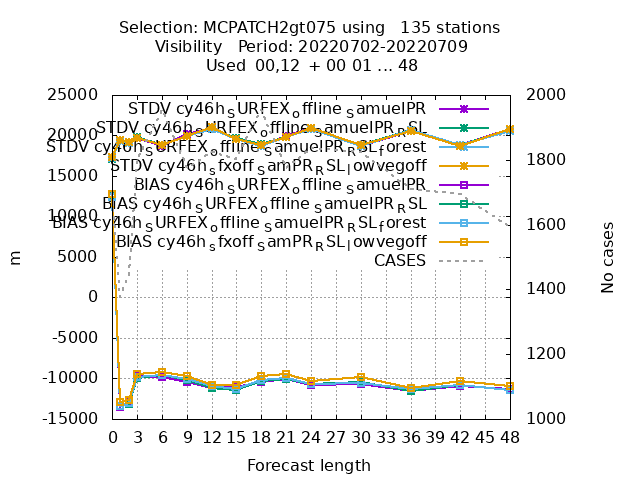 Selection: MCPATCH2gt075 using   135 stations
Visibility   Period: 20220702-20220709
Used  00,12  + 00 01 ... 48
25000
20000
15000
10000
5000
0
-5000
-10000
-15000
2000
1800
1600
1400
1200
1000
m
No cases
STDV cy46h_SURFEX_Offline_SamuelPR
STDV cy46h_SURFEX_Offline_SamuelPR_RSL
STDV cy46h_SURFEX_Offline_SamuelPR_RSL_forest
STDV cy46h_sfxoff_SamPR_RSL_lowvegoff
BIAS cy46h_SURFEX_Offline_SamuelPR
BIAS cy46h_SURFEX_Offline_SamuelPR_RSL
BIAS cy46h_SURFEX_Offline_SamuelPR_RSL_forest
BIAS cy46h_sfxoff_SamPR_RSL_lowvegoff
CASES
0 3 6 9 12 15 18 21 24 27 30 33 36 39 42 45 48
Forecast length